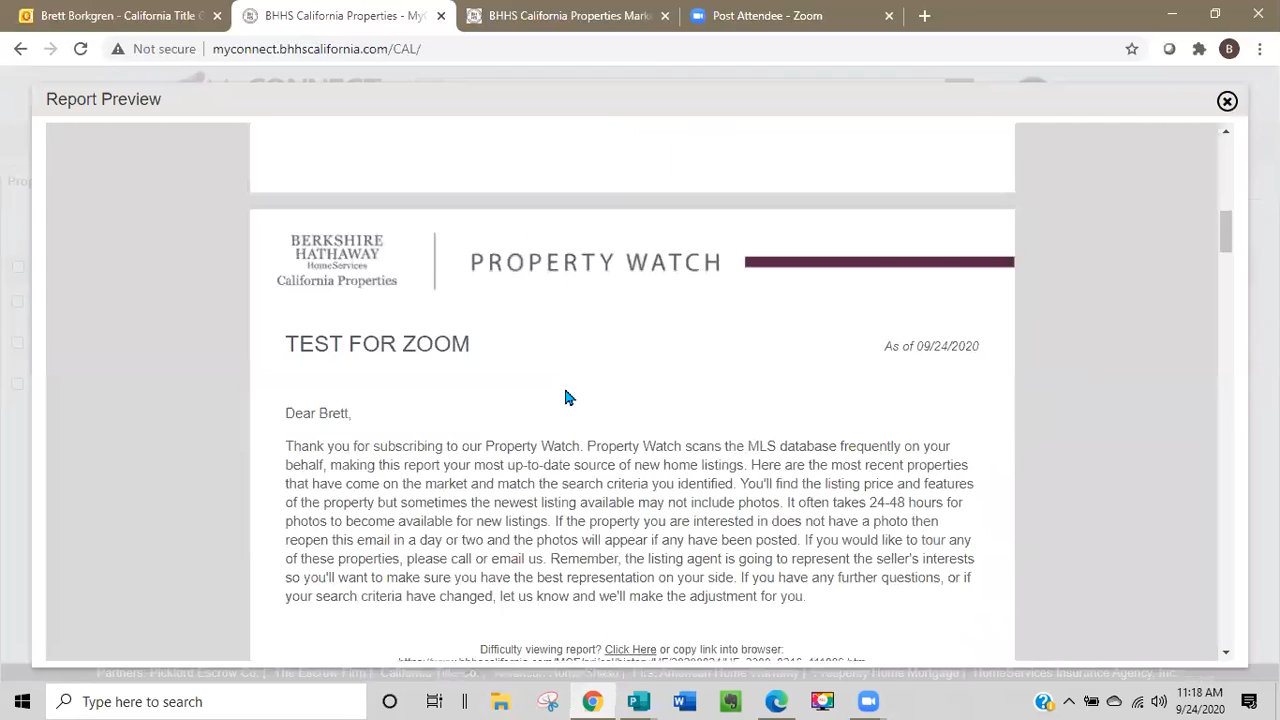 Brett Borkgren - California Title C
BHHS California Properties - MyC
BHHS California Properties Mark
Post Attendee - Zoom
Not secure
myconnect.bhhscalifornia.com/CAL/
B
Report Preview
BERKSHIRE
HATHAWAY
HomeServices
California Properties
PROPERTY WATCH
TEST FOR ZOOM
As of 09/24/2020
Dear Brett,
Thank you for subscribing to our Property Watch. Property Watch scans the MLS database frequently on your
behalf, making this report your most up-to-date source of new home listings. Here are the most recent properties
that have come on the market and match the search criteria you identified. You'll find the listing price and features
of the property but sometimes the newest listing available may not include photos. It often takes 24-48 hours for
photos to become available for new listings. If the property you are interested in does not have a photo then
reopen this email in a day or two and the photos will appear if any have been posted. If you would like to tour any
of these properties, please call or email us. Remember, the listing agent is going to represent the seller's interests
so you'll want to make sure you have the best representation on your side. If you have any further questions, or if
your search criteria have changed, let us know and we'll make the adjustment for you.
Difficulty viewing report? Click Here or copy link into browser:
Type here to search
11:18 AM
9/24/2020